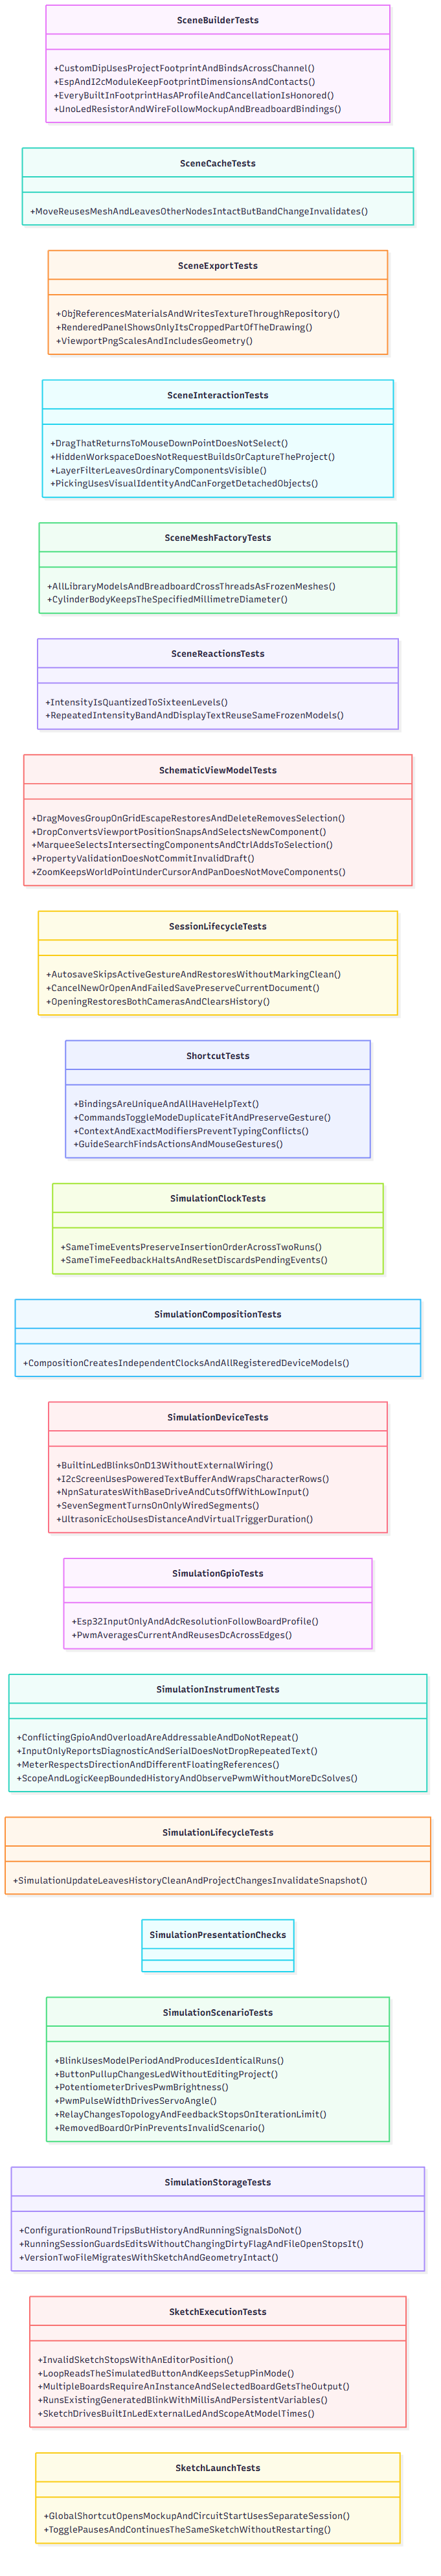 SceneBuilderTests
+CustomDipUsesProjectFootprintAndBindsAcrossChannel()
+EspAndI2cModuleKeepFootprintDimensionsAndContacts()
+EveryBuiltInFootprintHasAProfileAndCancellationIsHonored()
+UnoLedResistorAndWireFollowMockupAndBreadboardBindings()
SceneCacheTests
+MoveReusesMeshAndLeavesOtherNodesIntactButBandChangeInvalidates()
SceneExportTests
+ObjReferencesMaterialsAndWritesTextureThroughRepository()
+RenderedPanelShowsOnlyItsCroppedPartOfTheDrawing()
+ViewportPngScalesAndIncludesGeometry()
SceneInteractionTests
+DragThatReturnsToMouseDownPointDoesNotSelect()
+HiddenWorkspaceDoesNotRequestBuildsOrCaptureTheProject()
+LayerFilterLeavesOrdinaryComponentsVisible()
+PickingUsesVisualIdentityAndCanForgetDetachedObjects()
SceneMeshFactoryTests
+AllLibraryModelsAndBreadboardCrossThreadsAsFrozenMeshes()
+CylinderBodyKeepsTheSpecifiedMillimetreDiameter()
SceneReactionsTests
+IntensityIsQuantizedToSixteenLevels()
+RepeatedIntensityBandAndDisplayTextReuseSameFrozenModels()
SchematicViewModelTests
+DragMovesGroupOnGridEscapeRestoresAndDeleteRemovesSelection()
+DropConvertsViewportPositionSnapsAndSelectsNewComponent()
+MarqueeSelectsIntersectingComponentsAndCtrlAddsToSelection()
+PropertyValidationDoesNotCommitInvalidDraft()
+ZoomKeepsWorldPointUnderCursorAndPanDoesNotMoveComponents()
SessionLifecycleTests
+AutosaveSkipsActiveGestureAndRestoresWithoutMarkingClean()
+CancelNewOrOpenAndFailedSavePreserveCurrentDocument()
+OpeningRestoresBothCamerasAndClearsHistory()
ShortcutTests
+BindingsAreUniqueAndAllHaveHelpText()
+CommandsToggleModeDuplicateFitAndPreserveGesture()
+ContextAndExactModifiersPreventTypingConflicts()
+GuideSearchFindsActionsAndMouseGestures()
SimulationClockTests
+SameTimeEventsPreserveInsertionOrderAcrossTwoRuns()
+SameTimeFeedbackHaltsAndResetDiscardsPendingEvents()
SimulationCompositionTests
+CompositionCreatesIndependentClocksAndAllRegisteredDeviceModels()
SimulationDeviceTests
+BuiltinLedBlinksOnD13WithoutExternalWiring()
+I2cScreenUsesPoweredTextBufferAndWrapsCharacterRows()
+NpnSaturatesWithBaseDriveAndCutsOffWithLowInput()
+SevenSegmentTurnsOnOnlyWiredSegments()
+UltrasonicEchoUsesDistanceAndVirtualTriggerDuration()
SimulationGpioTests
+Esp32InputOnlyAndAdcResolutionFollowBoardProfile()
+PwmAveragesCurrentAndReusesDcAcrossEdges()
SimulationInstrumentTests
+ConflictingGpioAndOverloadAreAddressableAndDoNotRepeat()
+InputOnlyReportsDiagnosticAndSerialDoesNotDropRepeatedText()
+MeterRespectsDirectionAndDifferentFloatingReferences()
+ScopeAndLogicKeepBoundedHistoryAndObservePwmWithoutMoreDcSolves()
SimulationLifecycleTests
+SimulationUpdateLeavesHistoryCleanAndProjectChangesInvalidateSnapshot()
SimulationPresentationChecks
SimulationScenarioTests
+BlinkUsesModelPeriodAndProducesIdenticalRuns()
+ButtonPullupChangesLedWithoutEditingProject()
+PotentiometerDrivesPwmBrightness()
+PwmPulseWidthDrivesServoAngle()
+RelayChangesTopologyAndFeedbackStopsOnIterationLimit()
+RemovedBoardOrPinPreventsInvalidScenario()
SimulationStorageTests
+ConfigurationRoundTripsButHistoryAndRunningSignalsDoNot()
+RunningSessionGuardsEditsWithoutChangingDirtyFlagAndFileOpenStopsIt()
+VersionTwoFileMigratesWithSketchAndGeometryIntact()
SketchExecutionTests
+InvalidSketchStopsWithAnEditorPosition()
+LoopReadsTheSimulatedButtonAndKeepsSetupPinMode()
+MultipleBoardsRequireAnInstanceAndSelectedBoardGetsTheOutput()
+RunsExistingGeneratedBlinkWithMillisAndPersistentVariables()
+SketchDrivesBuiltInLedExternalLedAndScopeAtModelTimes()
SketchLaunchTests
+GlobalShortcutOpensMockupAndCircuitStartUsesSeparateSession()
+TogglePausesAndContinuesTheSameSketchWithoutRestarting()